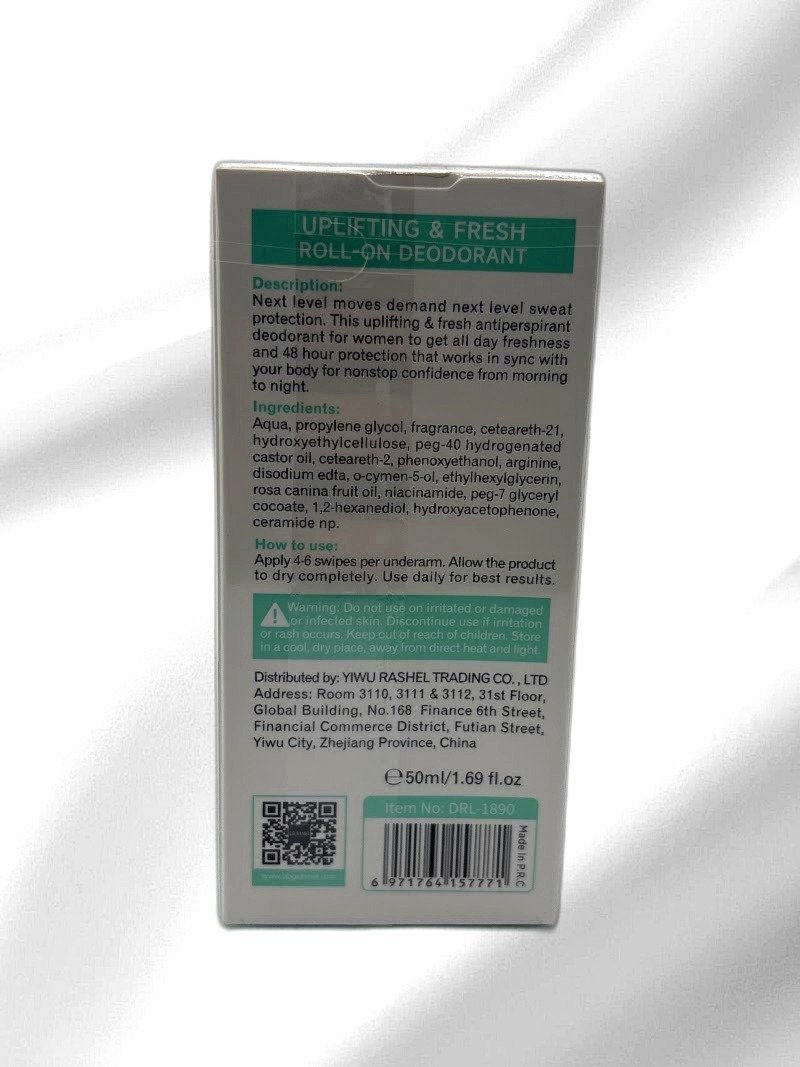 UPLIFTING & FRESH
ROLL-ON DEODORANT
Description:
Next level moves demand next level sweat
protection. This uplifting & fresh antiperspirant
deodorant for women to get all day freshness
and 48 hour protection that works in sync with
your body for nonstop confidence from morning
to night.
Ingredients:
Aqua, propylene glycol, fragrance, ceteareth-21,
hydroxyethylcellulose, peg-40 hydrogenated
castor oil, ceteareth-2, phenoxyethanol, arginine,
disodium edta, o-cymen-5-ol, ethylhexylglycerin,
rosa canina fruit oil, niacinamide, peg-7 glyceryl
cocoate, 1,2-hexanediol, hydroxyacetophenone,
ceramide np.
How to use:
Apply 4-6 swipes per underarm. Allow the product
to dry completely. Use daily for best results.
Warning: Do not use on irritated or damaged
or infected skin. Discontinue use if irritation
or rash occurs. Keep out of reach of children. Store
in a cool, dry place, away from direct heat and light.
Distributed by: YIWU RASHEL TRADING CO., LTD
Address: Room 3110, 3111 & 3112, 31st Floor,
Global Building, No.168 Finance 6th Street,
Financial Commerce District, Futian Street,
Yiwu City, Zhejiang Province, China
℮50ml/1.69 fl.oz
Item No: DRL-1890
Made in P.R.C
6 971764 157771